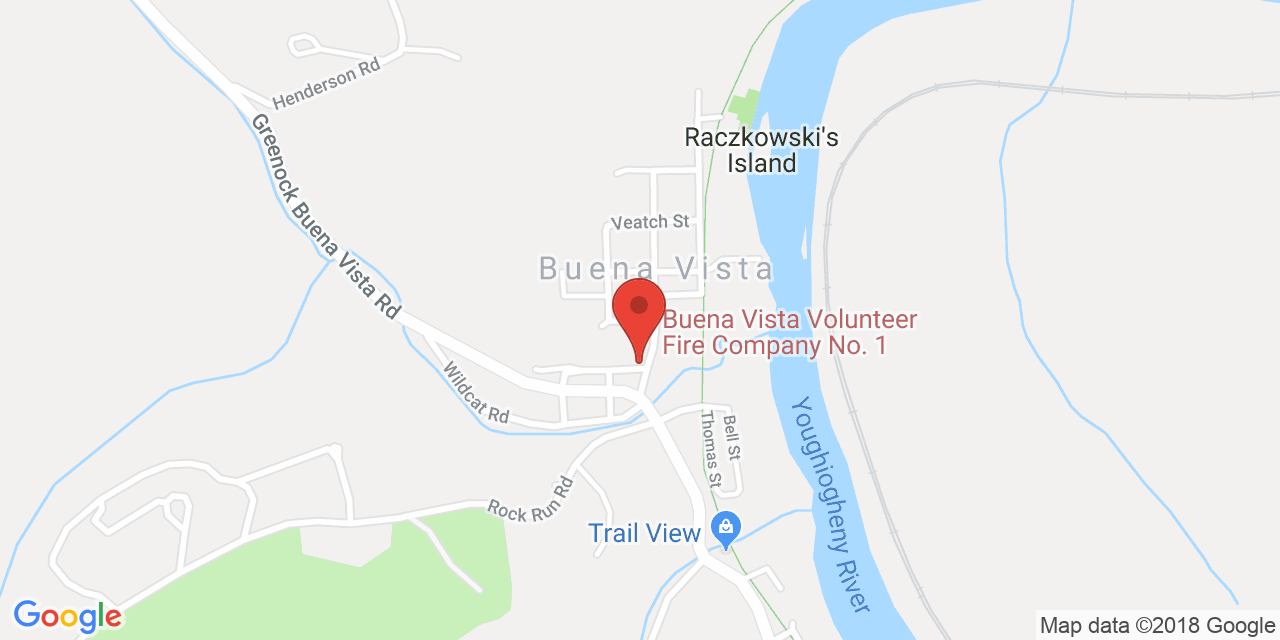 Henderson Rd
Greenock Buena Vista Rd
Raczkowski's
Island
Veatch St
Buena Vista
Buena Vista Volunteer
Fire Company No. 1
Wildcat Rd
Bell St
Thomas St
Youghiogheny River
Rock Run Rd
Trail View
Google
Map data ©2018 Google